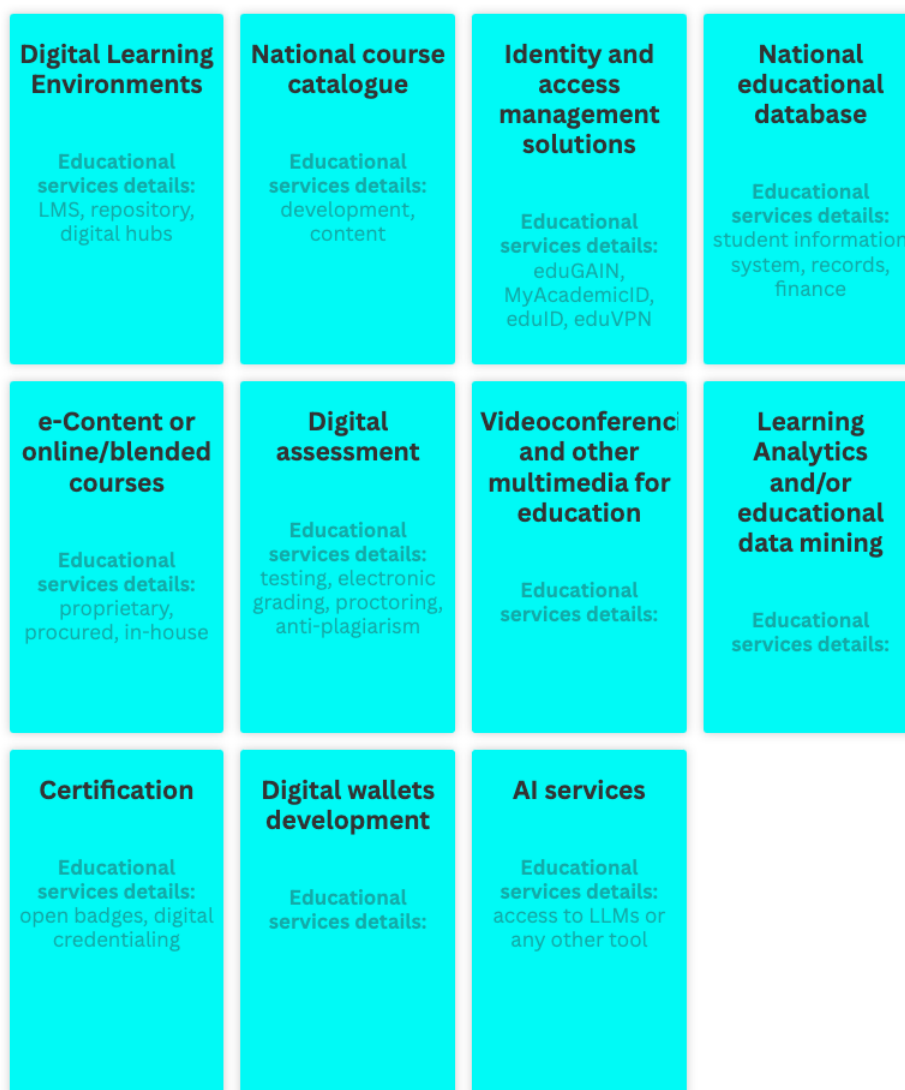 Digital Learning
Environments
Educational
services details:
LMS, repository,
digital hubs
National course
catalogue
Educational
services details:
development,
content
Identity and
access
management
solutions
Educational
services details:
eduGAIN,
MyAcademicID,
eduID, eduVPN
National
educational
database
Educational
services details:
student information
system, records,
finance
e-Content or
online/blended
courses
Educational
services details:
proprietary,
procured, in-house
Digital
assessment
Educational
services details:
testing, electronic
grading, proctoring,
anti-plagiarism
Videoconferenci
and other
multimedia for
education
Educational
services details:
Learning
Analytics
and/or
educational
data mining
Educational
services details:
Certification
Educational
services details:
open badges, digital
credentialing
Digital wallets
development
Educational
services details:
AI services
Educational
services details:
access to LLMs or
any other tool